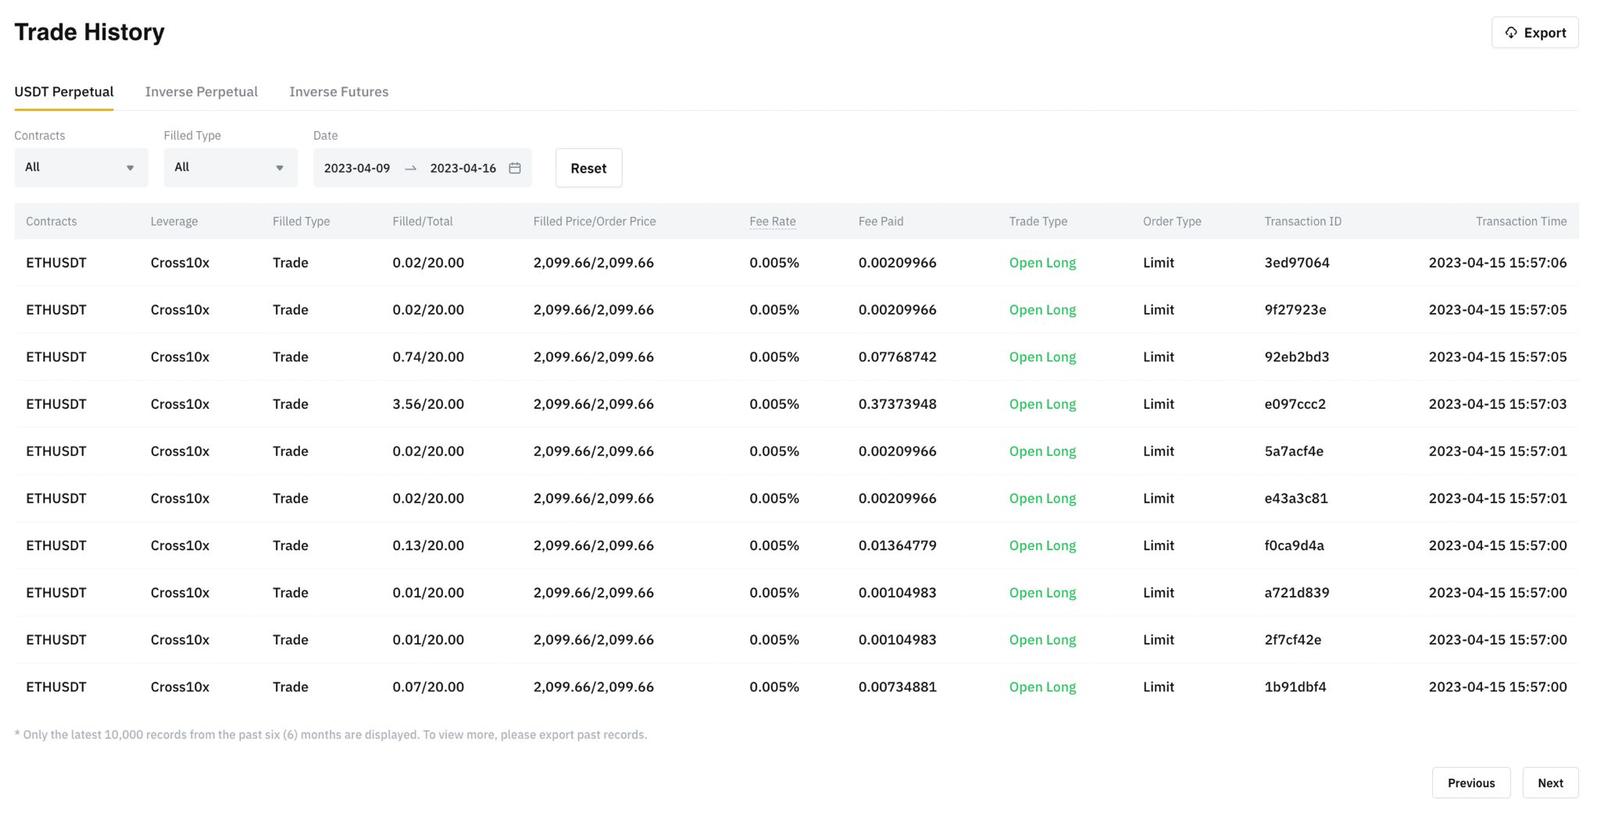 Trade History
Export
USDT Perpetual Inverse Perpetual Inverse Futures
Contracts Filled Type Date
All All 2023-04-09 → 2023-04-16 Reset
Contracts Leverage Filled Type Filled/Total Filled Price/Order Price Fee Rate Fee Paid Trade Type Order Type Transaction ID Transaction Time
ETHUSDT Cross10x Trade 0.02/20.00 2,099.66/2,099.66 0.005% 0.00209966 Open Long Limit 3ed97064 2023-04-15 15:57:06
ETHUSDT Cross10x Trade 0.02/20.00 2,099.66/2,099.66 0.005% 0.00209966 Open Long Limit 9f27923e 2023-04-15 15:57:05
ETHUSDT Cross10x Trade 0.74/20.00 2,099.66/2,099.66 0.005% 0.07768742 Open Long Limit 92eb2bd3 2023-04-15 15:57:05
ETHUSDT Cross10x Trade 3.56/20.00 2,099.66/2,099.66 0.005% 0.37373948 Open Long Limit e097ccc2 2023-04-15 15:57:03
ETHUSDT Cross10x Trade 0.02/20.00 2,099.66/2,099.66 0.005% 0.00209966 Open Long Limit 5a7acf4e 2023-04-15 15:57:01
ETHUSDT Cross10x Trade 0.02/20.00 2,099.66/2,099.66 0.005% 0.00209966 Open Long Limit e43a3c81 2023-04-15 15:57:01
ETHUSDT Cross10x Trade 0.13/20.00 2,099.66/2,099.66 0.005% 0.01364779 Open Long Limit f0ca9d4a 2023-04-15 15:57:00
ETHUSDT Cross10x Trade 0.01/20.00 2,099.66/2,099.66 0.005% 0.00104983 Open Long Limit a721d839 2023-04-15 15:57:00
ETHUSDT Cross10x Trade 0.01/20.00 2,099.66/2,099.66 0.005% 0.00104983 Open Long Limit 2f7cf42e 2023-04-15 15:57:00
ETHUSDT Cross10x Trade 0.07/20.00 2,099.66/2,099.66 0.005% 0.00734881 Open Long Limit 1b91dbf4 2023-04-15 15:57:00
* Only the latest 10,000 records from the past six (6) months are displayed. To view more, please export past records.
Previous Next